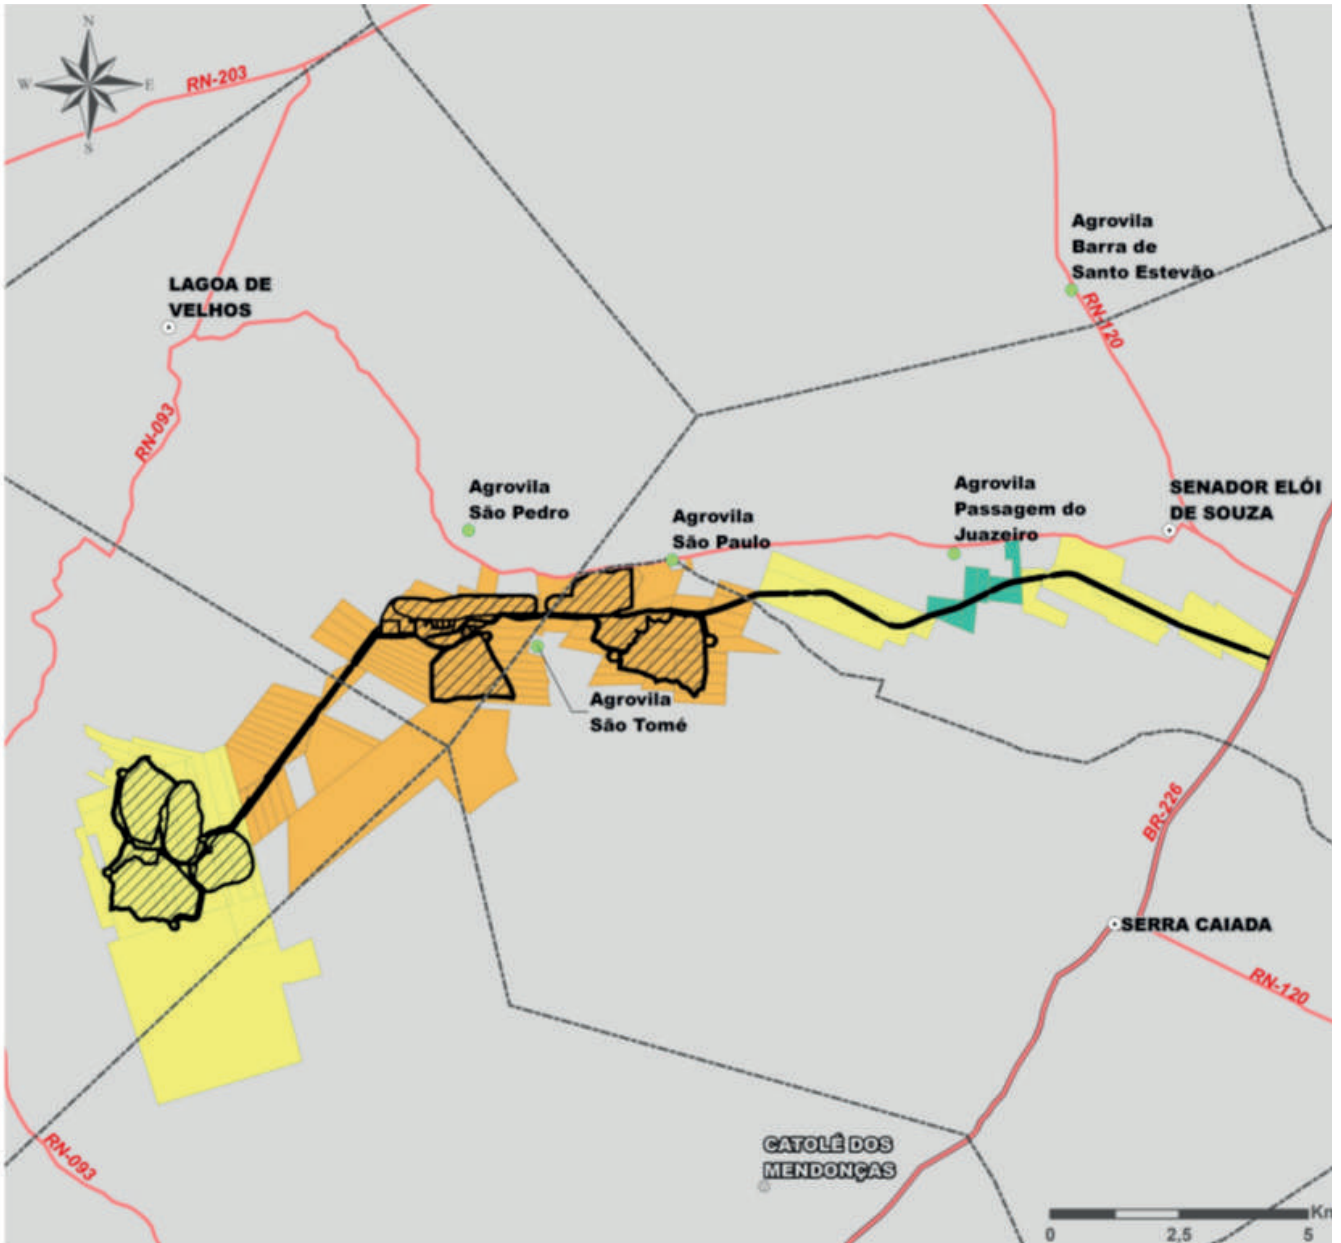 N
W
E
S
RN-203
Agrovila
Barra de
Santo Estevão
LAGOA DE
VELHOS
RN-120
RN-093
Agrovila
São Pedro
Agrovila
São Paulo
Agrovila
Passagem do
Juazeiro
SENADOR ELÓI
DE SOUZA
Agrovila
São Tomé
BR-226
SERRA CAIADA
RN-120
CATOLÉ DOS
MENDONÇAS
RN-093
Km
0
2,5
5